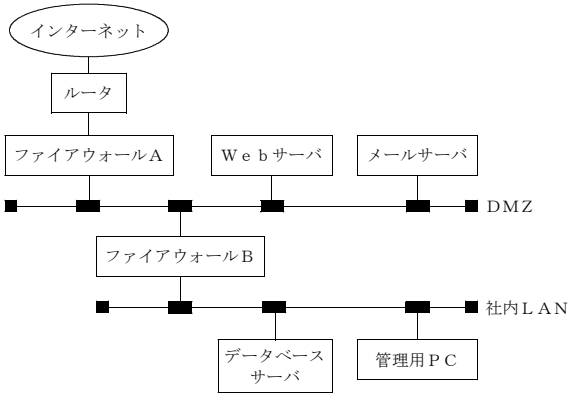 インターネット
ルータ
ファイアウォールA
Webサーバ
メールサーバ
DMZ
ファイアウォールB
社内LAN
データベース
サーバ
管理用PC